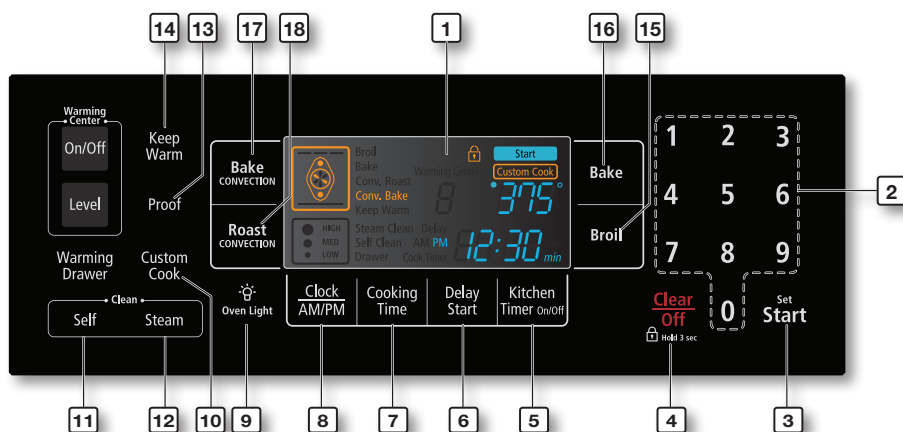 14 13 17 18 1 16 15
Warming
Center
On/Off
Level
Keep
Warm
Proof
Warming
Drawer
Custom
Cook
Clean
Self Steam
Bake
CONVECTION
Roast
CONVECTION
Oven Light
Broil
Bake
Conv. Roast
Conv. Bake
Keep Warm
Warming Center
8
Start
Custom Cook
375°
HIGH
MED
LOW
Steam Clean Delay
Self Clean AM PM
Drawer Cook Timer
12:30 min
Clock
AM/PM
Cooking
Time
Delay
Start
Kitchen
Timer On/Off
Bake
Broil
1 2 3
4 5 6
7 8 9
0
Clear
Off
Hold 3 sec
Set
Start
2
11 12 10 9 8 7 6 5 4 3